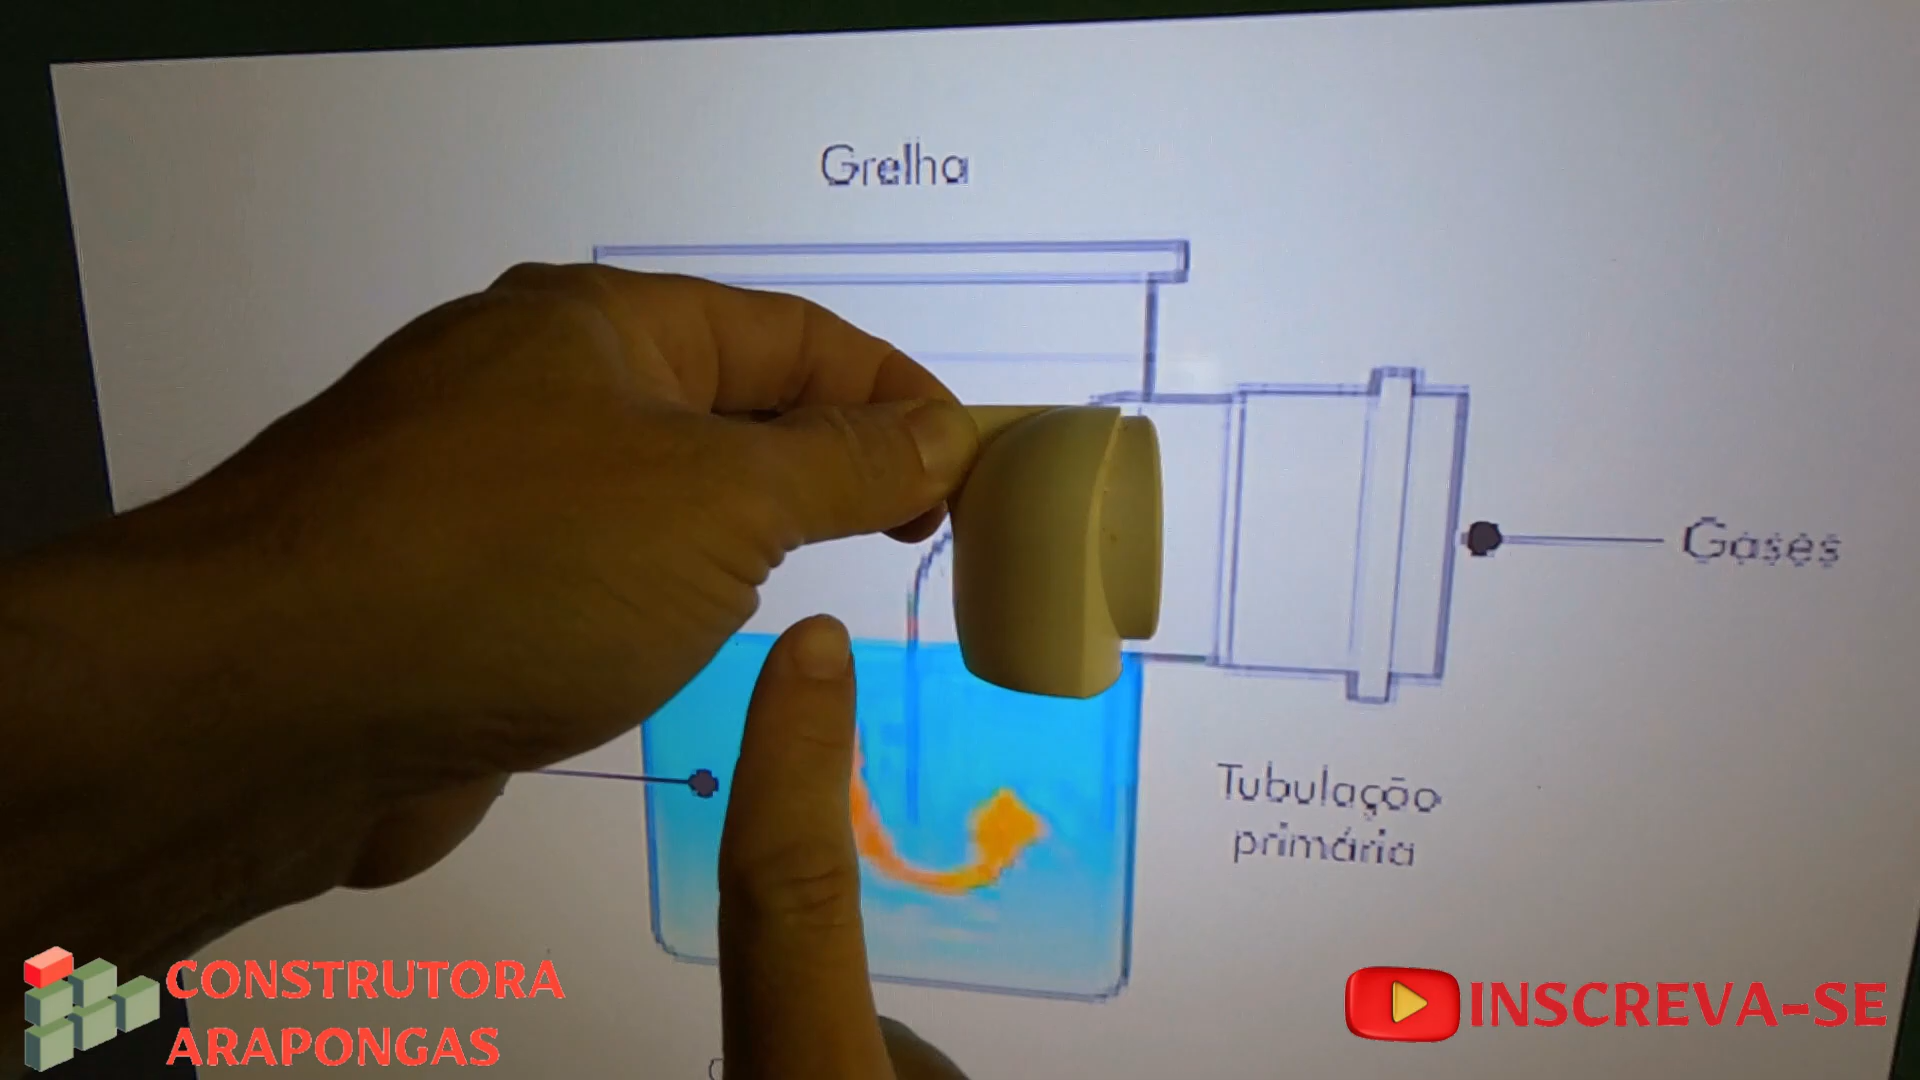 Grelha
Gases
Tubulação
primária
CONSTRUTORA
ARAPONGAS
INSCREVA-SE